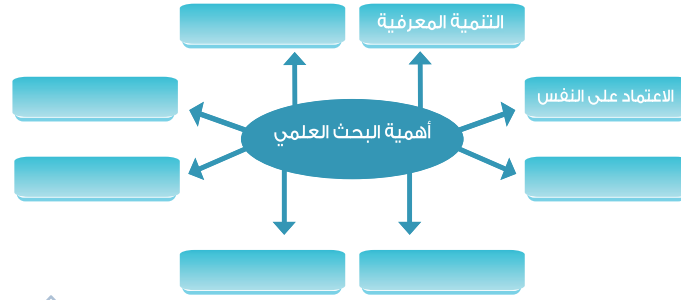 التنمية المعرفية
الاعتماد على النفس
أهمية البحث العلمي